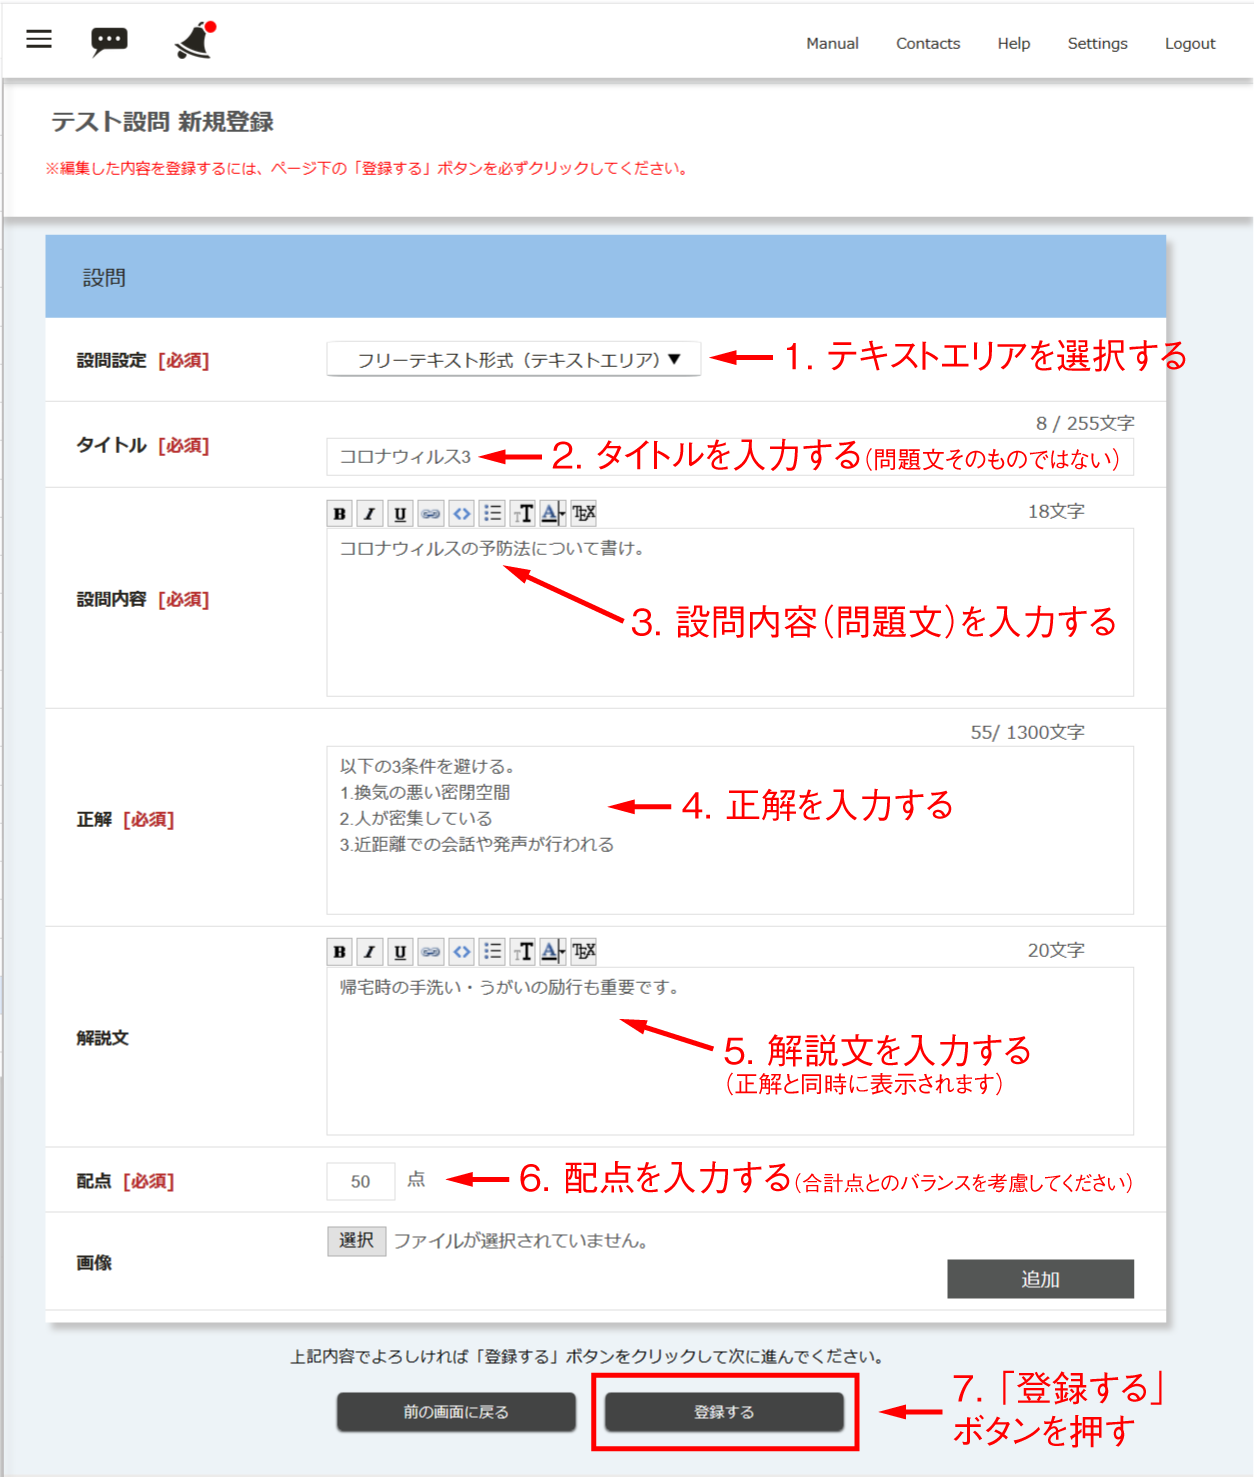 Manual Contacts Help Settings Logout
テスト設問 新規登録
※編集した内容を登録するには、ページ下の「登録する」ボタンを必ずクリックしてください。
設問
設問設定 [必須]
フリーテキスト形式（テキストエリア）▼
1. テキストエリアを選択する
8 / 255文字
タイトル [必須]
コロナウィルス3
2. タイトルを入力する（問題文そのものではない）
B I U <> TT A TEX
18文字
設問内容 [必須]
コロナウィルスの予防法について書け。
3. 設問内容（問題文）を入力する
55/ 1300文字
正解 [必須]
以下の3条件を避ける。
1.換気の悪い密閉空間
2.人が密集している
3.近距離での会話や発声が行われる
4. 正解を入力する
B I U <> TT A TEX
20文字
解説文
帰宅時の手洗い・うがいの励行も重要です。
5. 解説文を入力する
（正解と同時に表示されます）
配点 [必須]
50 点
6. 配点を入力する（合計点とのバランスを考慮してください）
画像
選択 ファイルが選択されていません。
追加
上記内容でよろしければ「登録する」ボタンをクリックして次に進んでください。
前の画面に戻る
登録する
7.「登録する」
ボタンを押す